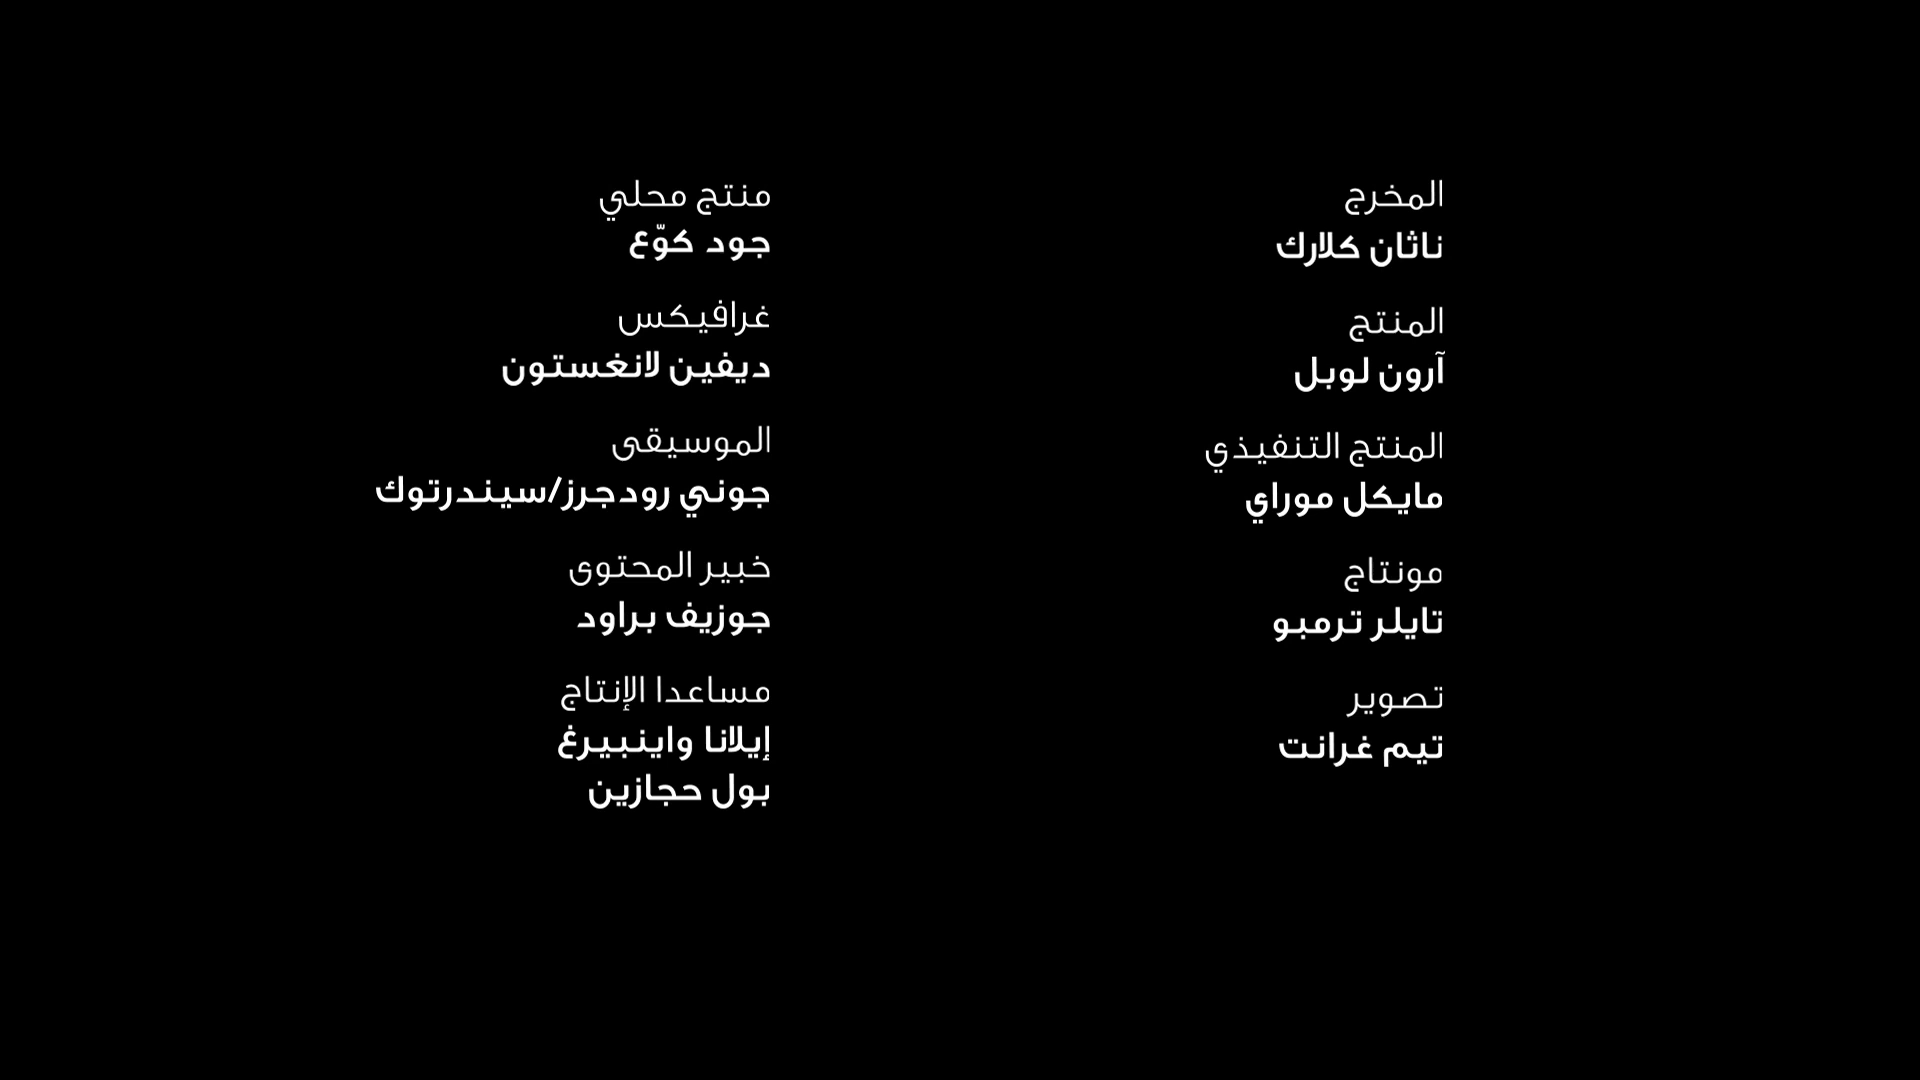 المخرج
ناثان كلارك
المنتج
آرون لوبل
المنتج التنفيذي
مايكل موراي
مونتاج
تايلر ترمبو
تصوير
تيم غرانت
منتج محلي
جود كوّع
غرافيكس
ديفين لانغستون
الموسيقى
جوني رودجرز/سيندرتوك
خبير المحتوى
جوزيف براود
مساعدا الإنتاج
إيلانا واينبيرغ
بول حجازين